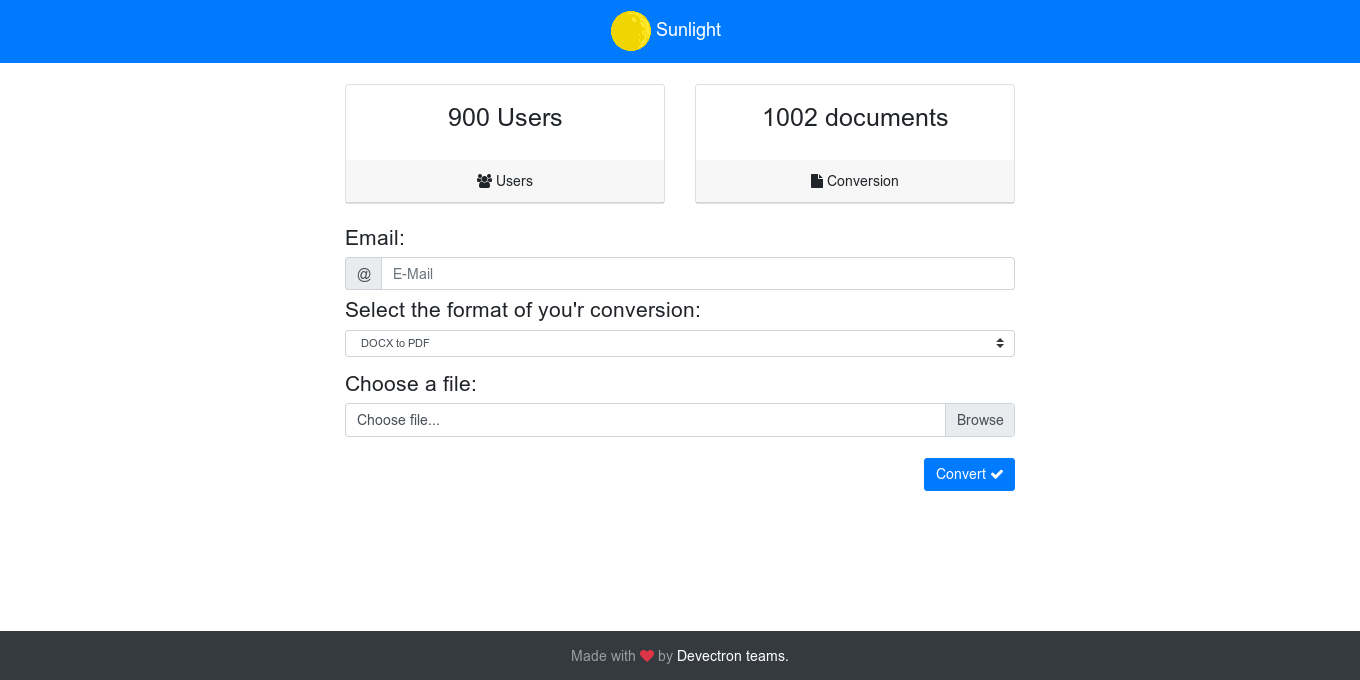 Sunlight
900 Users
Users
1002 documents
Conversion
Email:
@ E-Mail
Select the format of you'r conversion:
DOCX to PDF
Choose a file:
Choose file... Browse
Convert
Made with by Devectron teams.